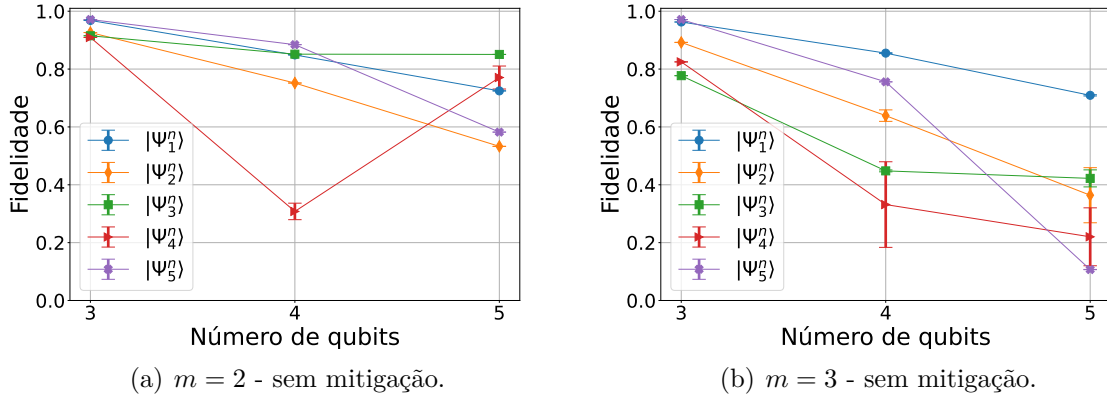 1.0
0.8
0.6
0.4
0.2
0.0
Fidelidade
|Ψ₁ⁿ⟩
|Ψ₂ⁿ⟩
|Ψ₃ⁿ⟩
|Ψ₄ⁿ⟩
|Ψ₅ⁿ⟩
3 4 5
Número de qubits
(a) m = 2 - sem mitigação.
1.0
0.8
0.6
0.4
0.2
0.0
Fidelidade
|Ψ₁ⁿ⟩
|Ψ₂ⁿ⟩
|Ψ₃ⁿ⟩
|Ψ₄ⁿ⟩
|Ψ₅ⁿ⟩
3 4 5
Número de qubits
(b) m = 3 - sem mitigação.